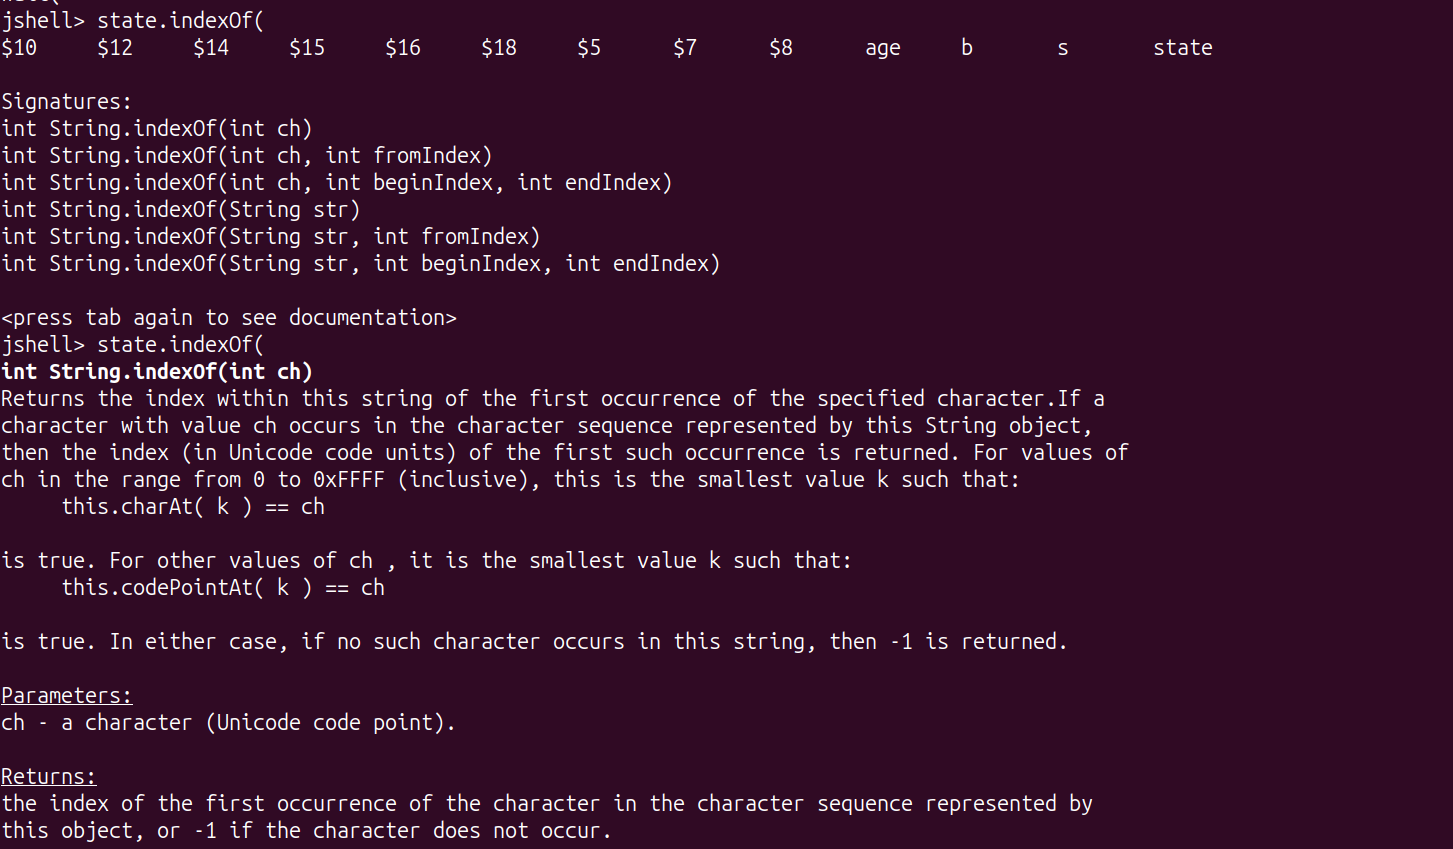 jshell> state.indexOf(
$10 $12 $14 $15 $16 $18 $5 $7 $8 age b s state
Signatures:
int String.indexOf(int ch)
int String.indexOf(int ch, int fromIndex)
int String.indexOf(int ch, int beginIndex, int endIndex)
int String.indexOf(String str)
int String.indexOf(String str, int fromIndex)
int String.indexOf(String str, int beginIndex, int endIndex)
<press tab again to see documentation>
jshell> state.indexOf(
int String.indexOf(int ch)
Returns the index within this string of the first occurrence of the specified character.If a
character with value ch occurs in the character sequence represented by this String object,
then the index (in Unicode code units) of the first such occurrence is returned. For values of
ch in the range from 0 to 0xFFFF (inclusive), this is the smallest value k such that:
this.charAt( k ) == ch
is true. For other values of ch , it is the smallest value k such that:
this.codePointAt( k ) == ch
is true. In either case, if no such character occurs in this string, then -1 is returned.
Parameters:
ch - a character (Unicode code point).
Returns:
the index of the first occurrence of the character in the character sequence represented by
this object, or -1 if the character does not occur.